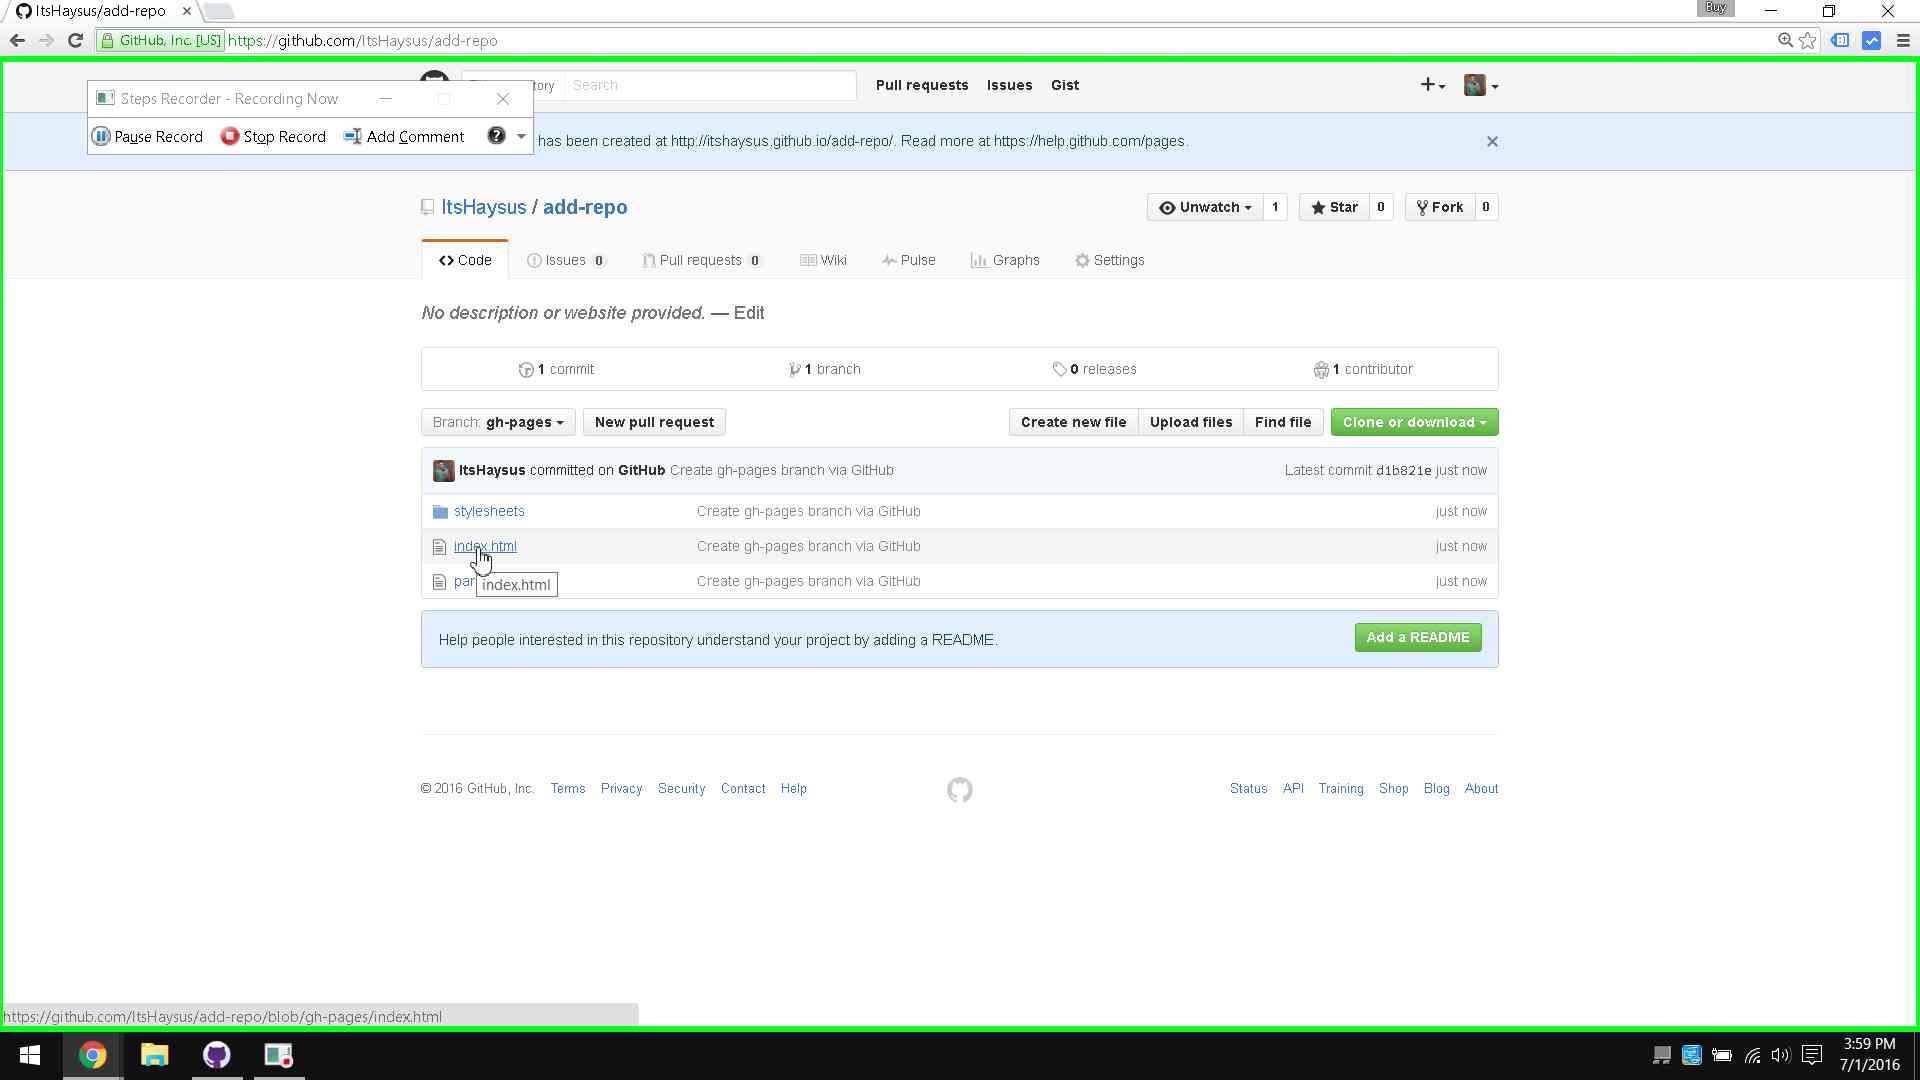 ItsHaysus/add-repo
Buy
GitHub, Inc. [US] https://github.com/ItsHaysus/add-repo
Search
Pull requests Issues Gist
Steps Recorder - Recording Now
Pause Record Stop Record Add Comment
has been created at http://itshaysus.github.io/add-repo/. Read more at https://help.github.com/pages.
ItsHaysus / add-repo
Unwatch 1 Star 0 Fork 0
Code Issues 0 Pull requests 0 Wiki Pulse Graphs Settings
No description or website provided. — Edit
1 commit 1 branch 0 releases 1 contributor
Branch: gh-pages New pull request Create new file Upload files Find file Clone or download
ItsHaysus committed on GitHub Create gh-pages branch via GitHub Latest commit d1b821e just now
stylesheets Create gh-pages branch via GitHub just now
index.html Create gh-pages branch via GitHub just now
par Create gh-pages branch via GitHub just now
index.html
Help people interested in this repository understand your project by adding a README. Add a README
© 2016 GitHub, Inc. Terms Privacy Security Contact Help Status API Training Shop Blog About
https://github.com/ItsHaysus/add-repo/blob/gh-pages/index.html
3:59 PM
7/1/2016